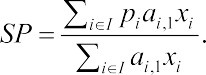 SP = \frac{\sum_{i \in I} p_i a_{i,1} x_i}{\sum_{i \in I} a_{i,1} x_i}.